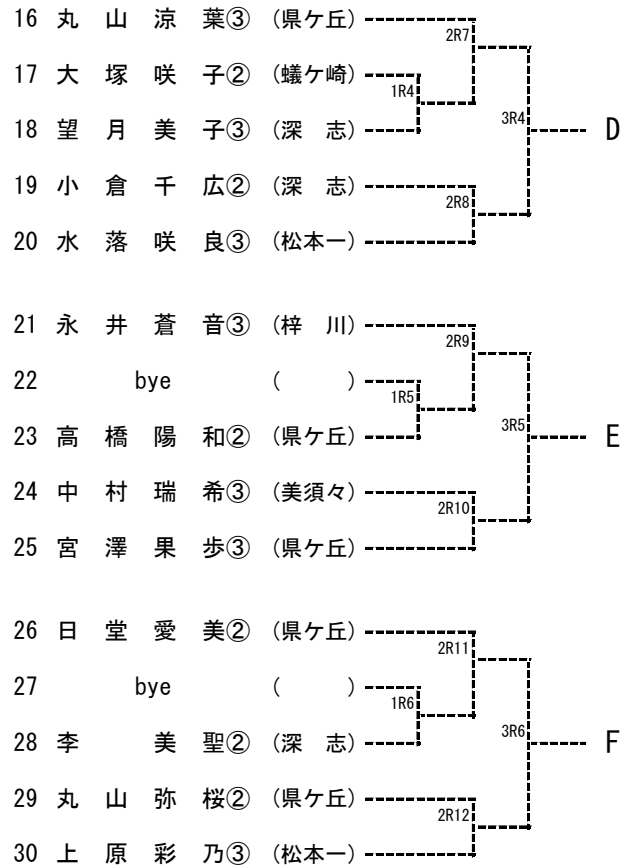 16 丸 山 涼 葉③ (県ケ丘)
2R7
17 大 塚 咲 子② (蟻ケ崎)
1R4
18 望 月 美 子③ (深 志)
3R4 D
19 小 倉 千 広② (深 志)
2R8
20 水 落 咲 良③ (松本一)
21 永 井 蒼 音③ (梓 川)
2R9
22 bye ( )
1R5
23 高 橋 陽 和② (県ケ丘)
3R5 E
24 中 村 瑞 希③ (美須々)
2R10
25 宮 澤 果 歩③ (県ケ丘)
26 日 堂 愛 美② (県ケ丘)
2R11
27 bye ( )
1R6
28 李 美 聖② (深 志)
3R6 F
29 丸 山 弥 桜② (県ケ丘)
2R12
30 上 原 彩 乃③ (松本一)